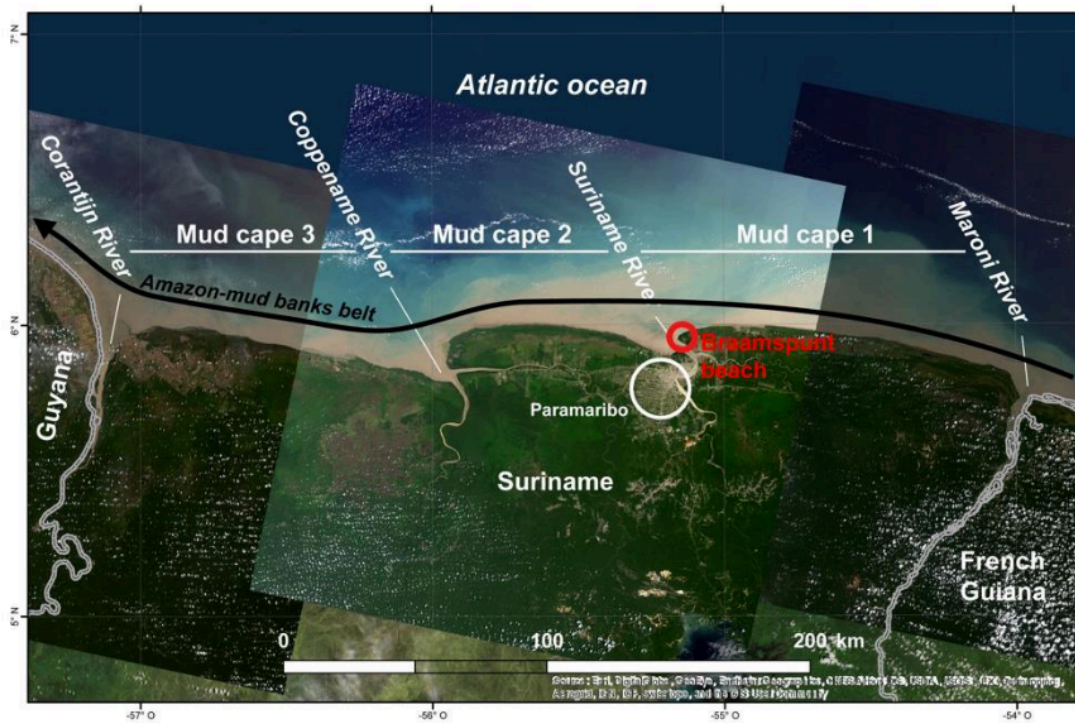 7° N
Atlantic ocean
Corantijn River
Coppename River
Suriname River
Maroni River
Mud cape 3
Mud cape 2
Mud cape 1
Amazon-mud banks belt
6° N
Braamspunt
beach
Guyana
Paramaribo
Suriname
French
Guiana
5° N
0
100
200 km
-57° O
-56° O
-55° O
-54° O